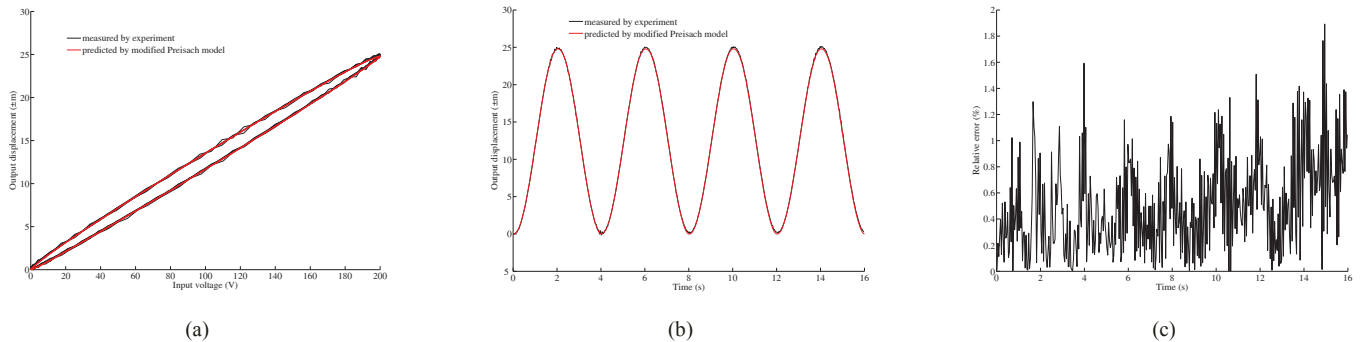 30
25
20
15
10
5
0
0 20 40 60 80 100 120 140 160 180 200
Output displacement (±m)
Input voltage (V)
measured by experiment
predicted by modified Preisach model
(a)
30
25
20
15
10
5
0
5
0 2 4 6 8 10 12 14 16
Output displacement (±m)
Time (s)
measured by experiment
predicted by modified Preisach model
(b)
2
1.8
1.6
1.4
1.2
1
0.8
0.6
0.4
0.2
0
0 2 4 6 8 10 12 14 16
Relative error (%)
Time (s)
(c)